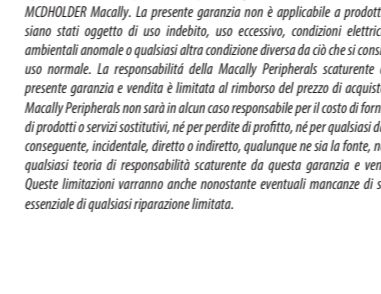 MCDHOLDER Macally. La presente garanzia non è applicabile a prodott
siano stati oggetto di uso indebito, uso eccessivo, condizioni elettric
ambientali anomale o qualsiasi altra condizione diversa da ciò che si consi
uso normale. La responsabilitá della Macally Peripherals scaturente
presente garanzia e vendita è limitata al rimborso del prezzo di acquist
Macally Peripherals non sarà in alcun caso responsabile per il costo di forn
di prodotti o servizi sostitutivi, né per perdite di profitto, né per qualsiasi d
conseguente, incidentale, diretto o indiretto, qualunque ne sia la fonte, n
qualsiasi teoria di responsabilità scaturente da questa garanzia e ven
Queste limitazioni varranno anche nonostante eventuali mancanze di s
essenziale di qualsiasi riparazione limitata.